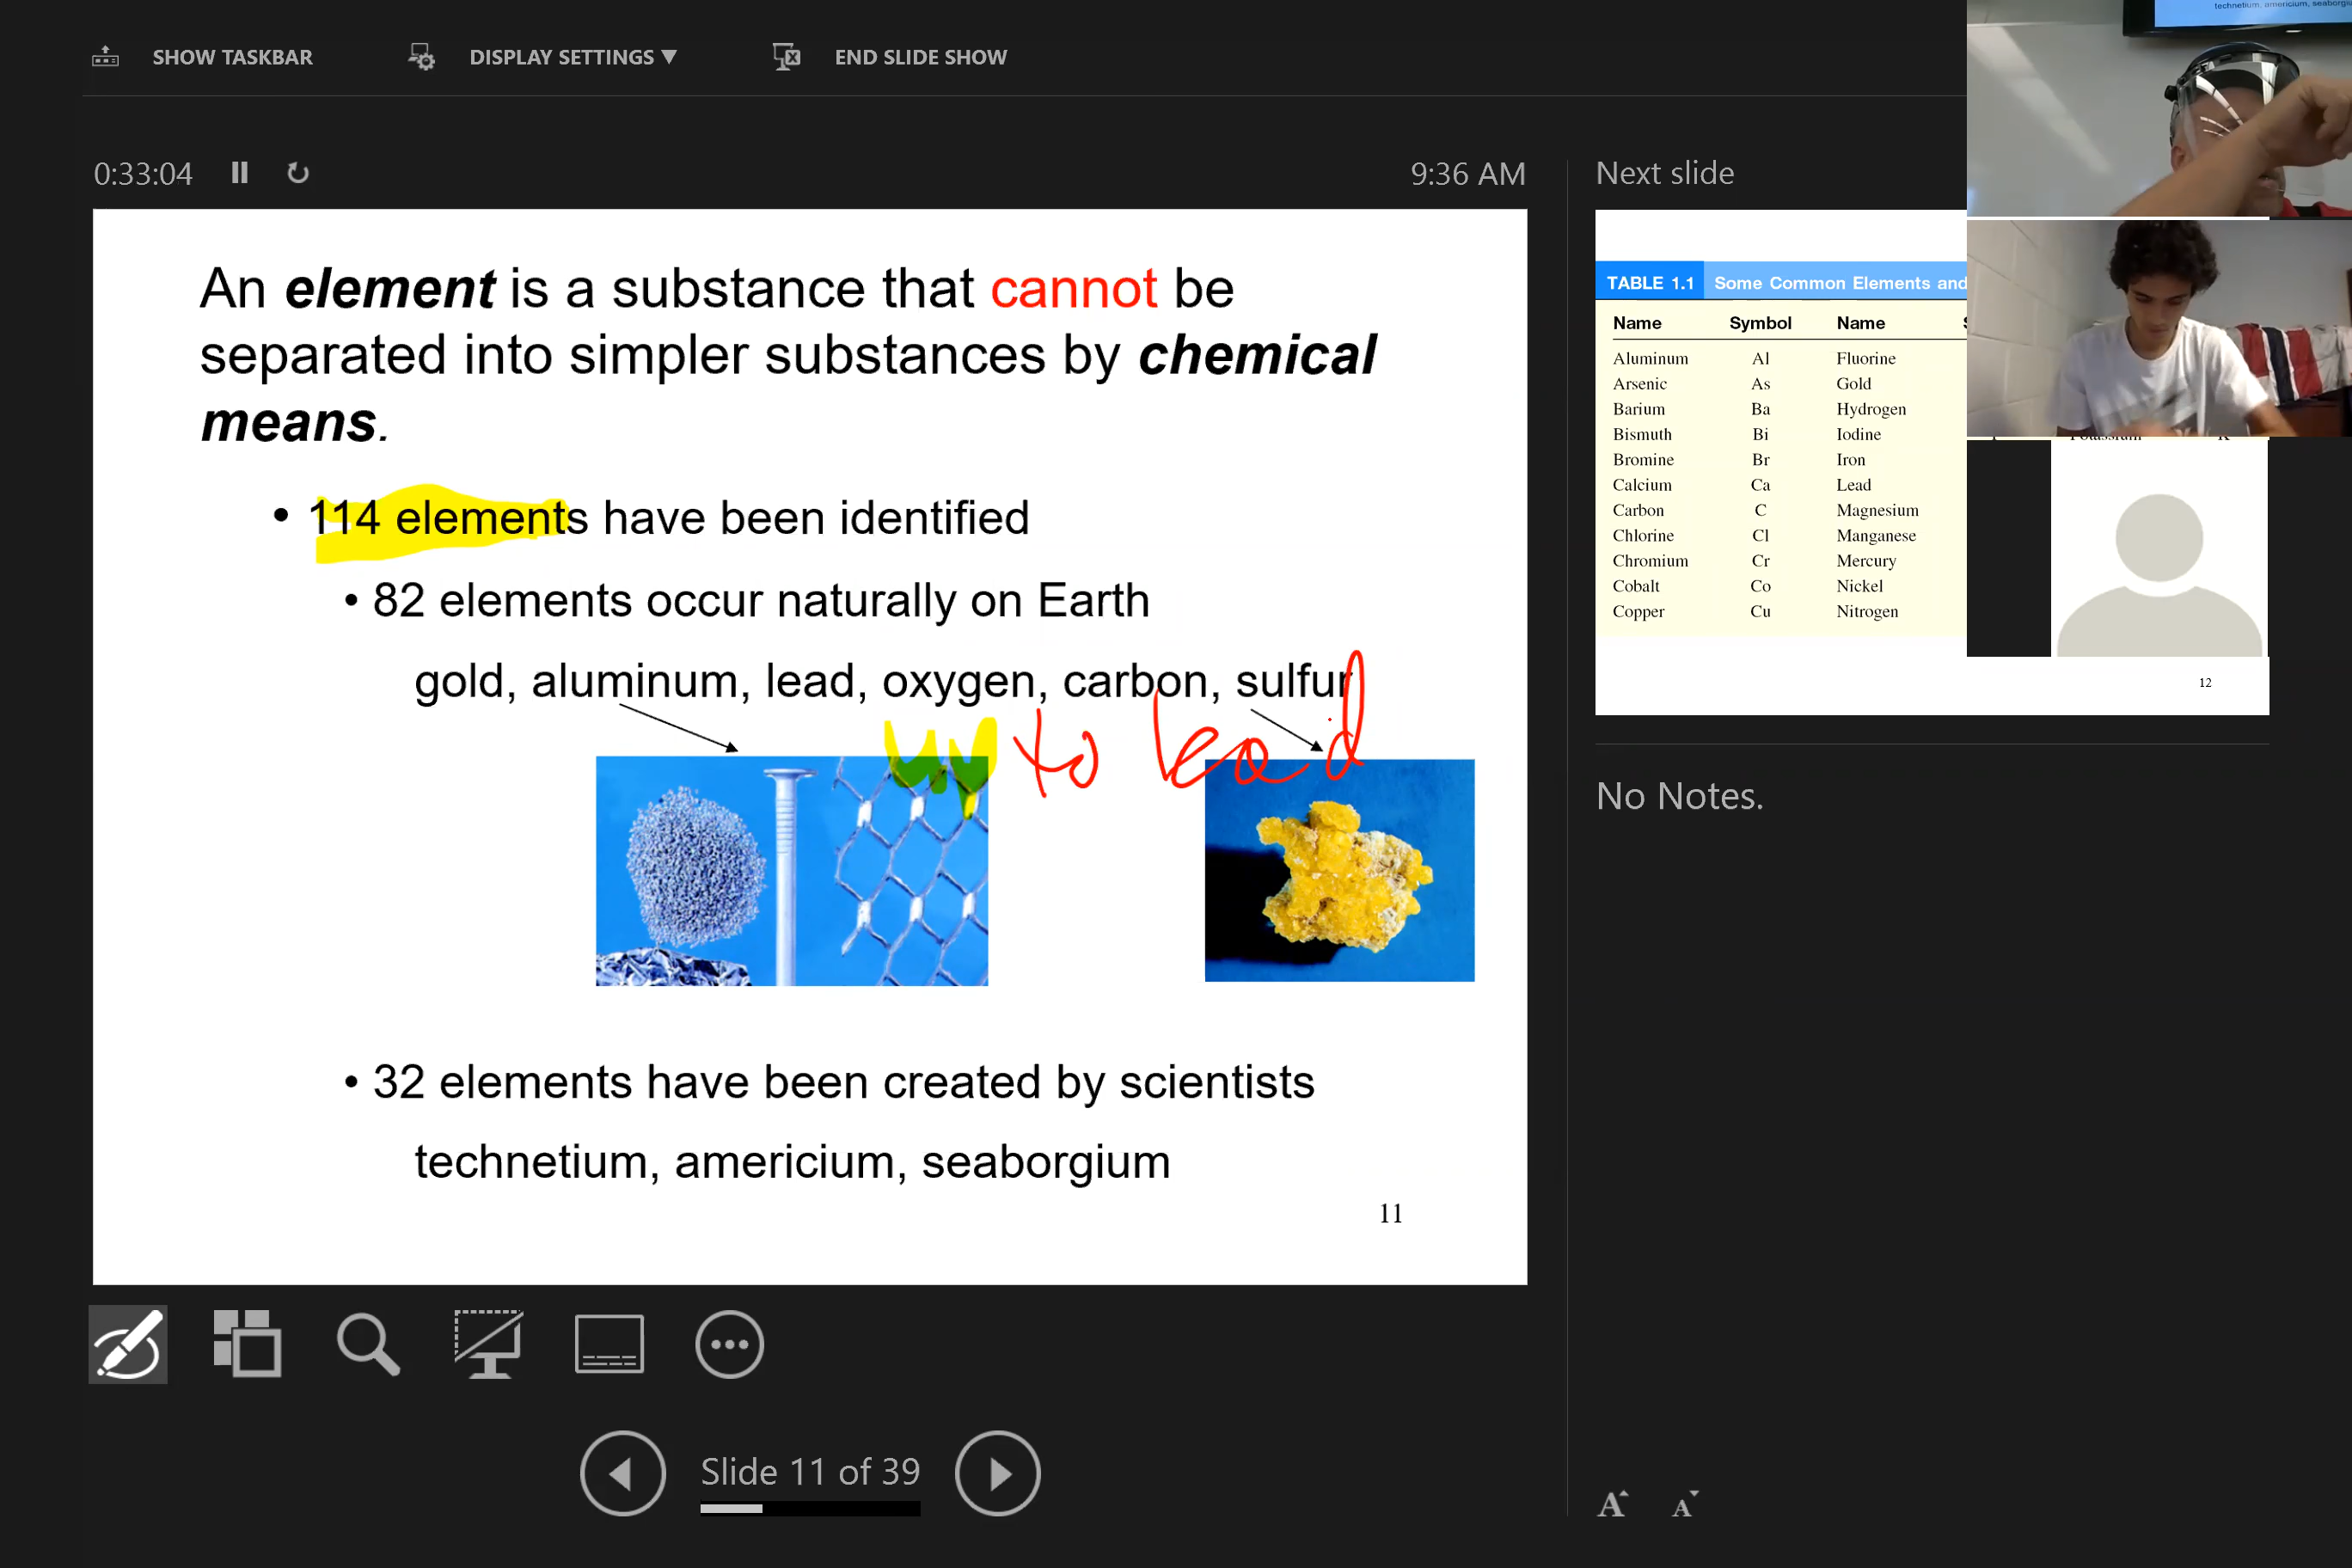 SHOW TASKBAR DISPLAY SETTINGS ▼ END SLIDE SHOW
0:33:04 9:36 AM
An element is a substance that cannot be
separated into simpler substances by chemical
means.
• 114 elements have been identified
• 82 elements occur naturally on Earth
gold, aluminum, lead, oxygen, carbon, sulfur
up to lead
• 32 elements have been created by scientists
technetium, americium, seaborgium
11
Slide 11 of 39
Next slide
technetium, americium,
TABLE 1.1 Some Common Elements and
Name Symbol Name
Aluminum Al Fluorine
Arsenic As Gold
Barium Ba Hydrogen
Bismuth Bi Iodine
Bromine Br Iron
Calcium Ca Lead
Carbon C Magnesium
Chlorine Cl Manganese
Chromium Cr Mercury
Cobalt Co Nickel
Copper Cu Nitrogen
12
No Notes.
A A